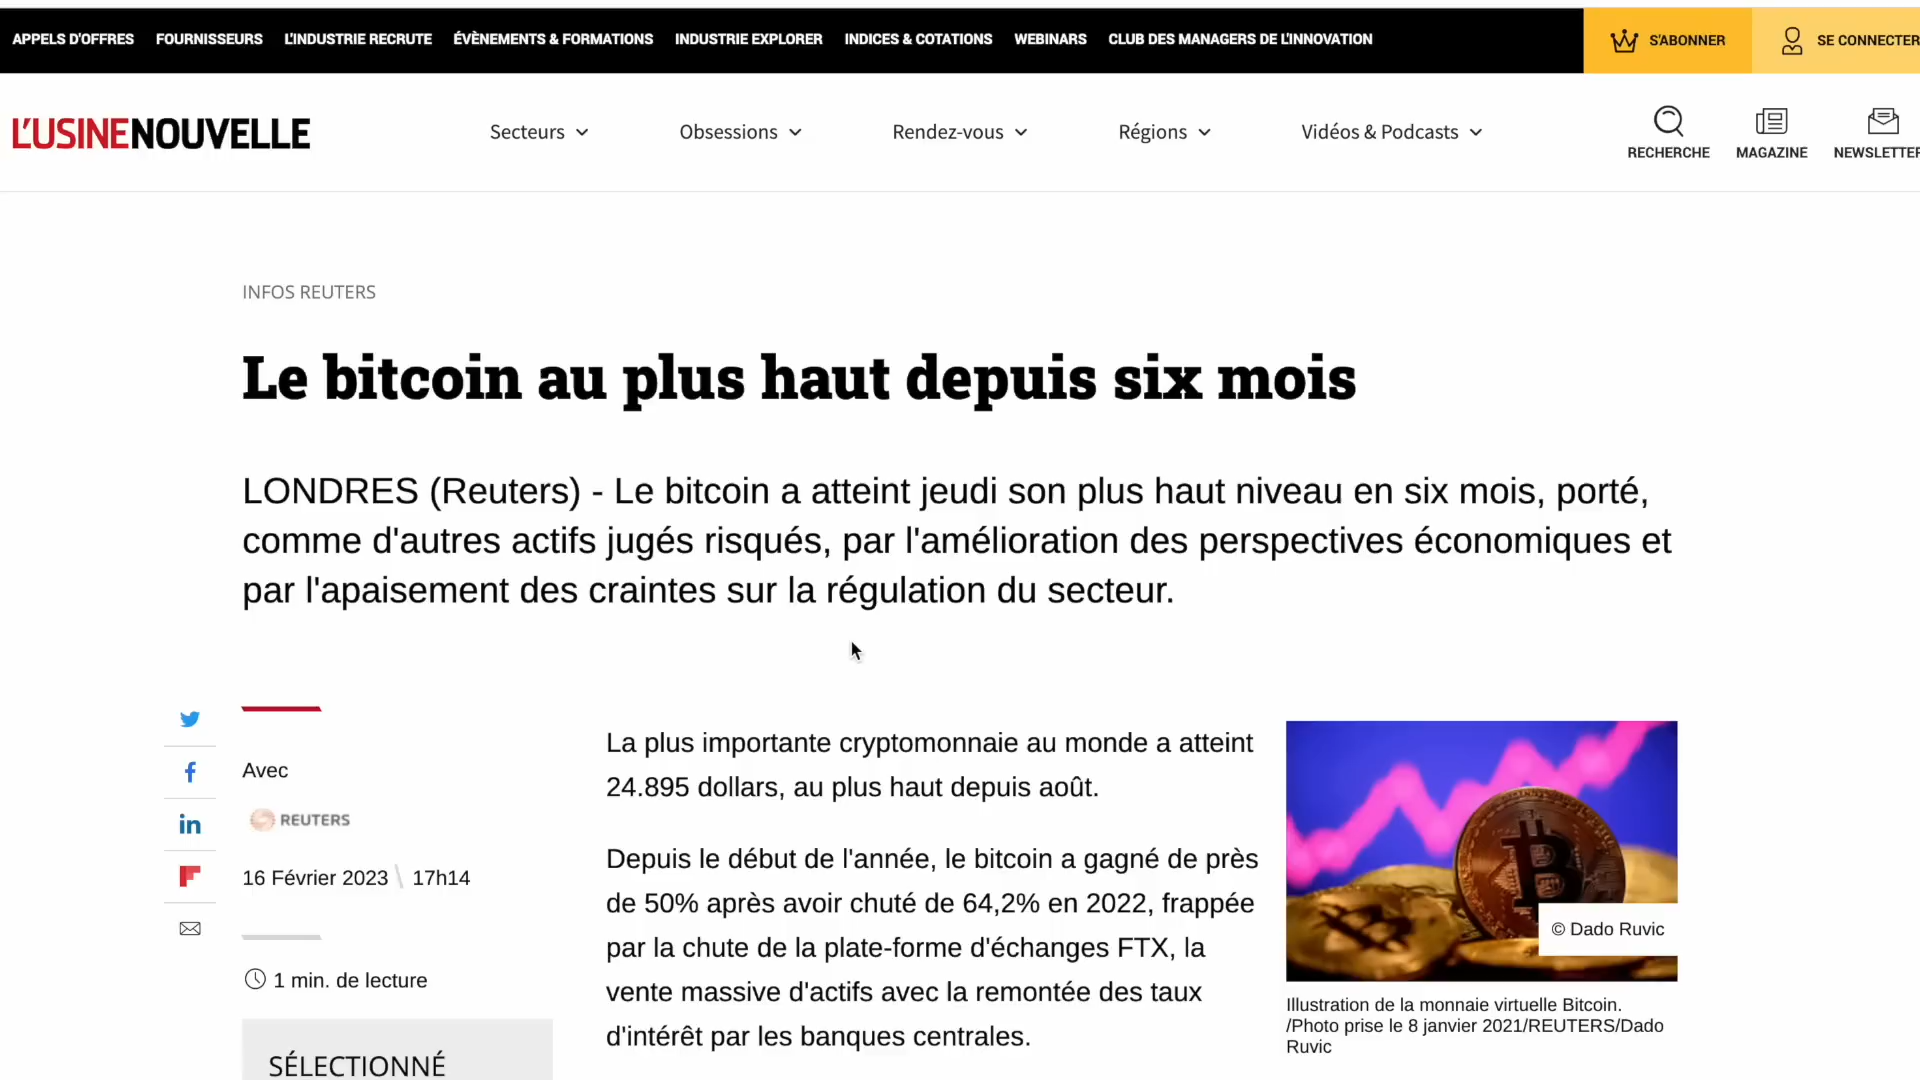 APPELS D'OFFRES FOURNISSEURS L'INDUSTRIE RECRUTE ÉVÈNEMENTS & FORMATIONS INDUSTRIE EXPLORER INDICES & COTATIONS WEBINARS CLUB DES MANAGERS DE L'INNOVATION S'ABONNER SE CONNECTER
L'USINENOUVELLE Secteurs Obsessions Rendez-vous Régions Vidéos & Podcasts
RECHERCHE MAGAZINE NEWSLETTER
INFOS REUTERS
Le bitcoin au plus haut depuis six mois
LONDRES (Reuters) - Le bitcoin a atteint jeudi son plus haut niveau en six mois, porté,
comme d'autres actifs jugés risqués, par l'amélioration des perspectives économiques et
par l'apaisement des craintes sur la régulation du secteur.
Avec
REUTERS
16 Février 2023 \ 17h14
1 min. de lecture
SÉLECTIONNÉ
La plus importante cryptomonnaie au monde a atteint
24.895 dollars, au plus haut depuis août.
Depuis le début de l'année, le bitcoin a gagné de près
de 50% après avoir chuté de 64,2% en 2022, frappée
par la chute de la plate-forme d'échanges FTX, la
vente massive d'actifs avec la remontée des taux
d'intérêt par les banques centrales.
© Dado Ruvic
Illustration de la monnaie virtuelle Bitcoin.
/Photo prise le 8 janvier 2021/REUTERS/Dado
Ruvic